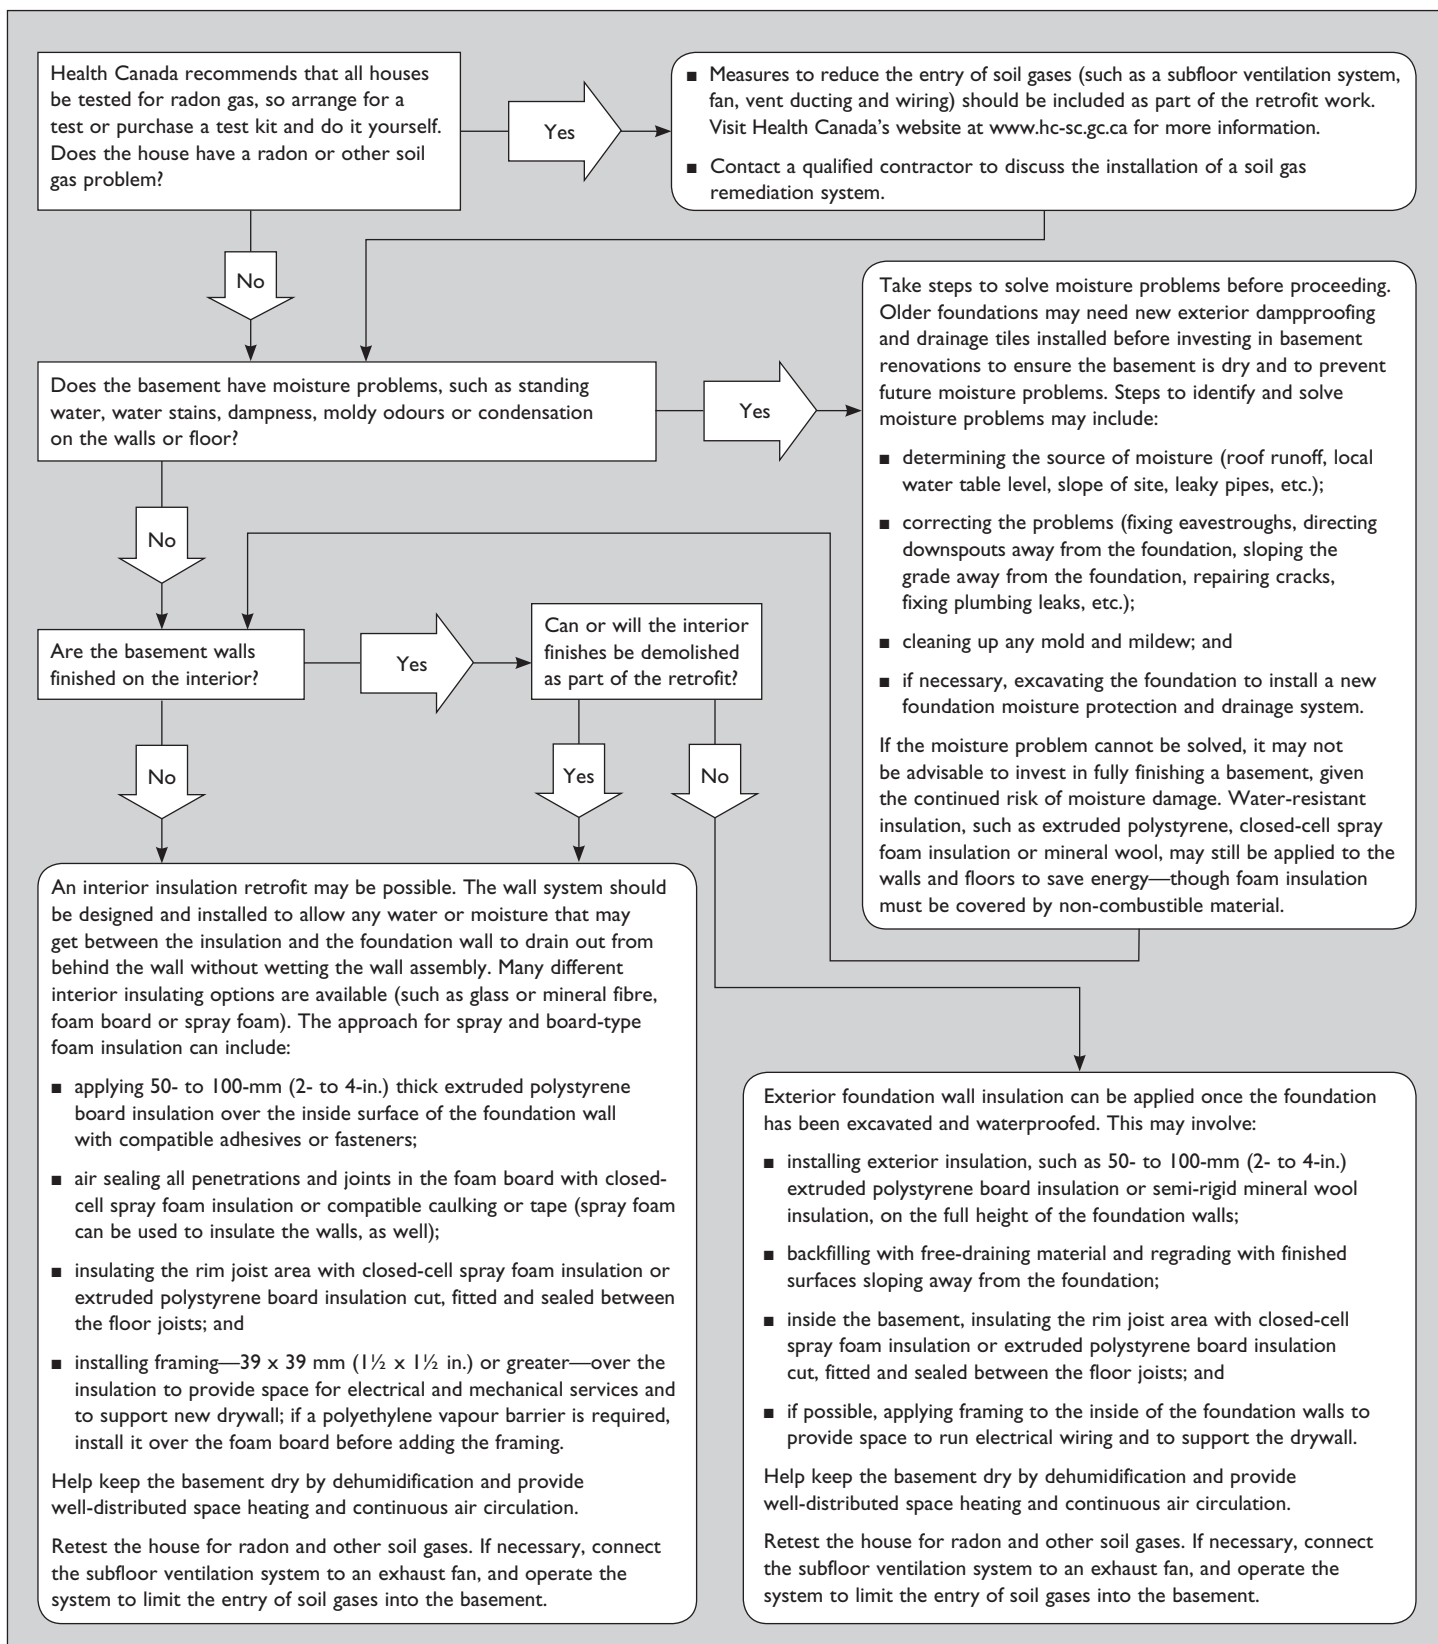 Health Canada recommends that all houses
be tested for radon gas, so arrange for a
test or purchase a test kit and do it yourself.
Does the house have a radon or other soil
gas problem?
Yes
■ Measures to reduce the entry of soil gases (such as a subfloor ventilation system,
fan, vent ducting and wiring) should be included as part of the retrofit work.
Visit Health Canada's website at www.hc-sc.gc.ca for more information.
■ Contact a qualified contractor to discuss the installation of a soil gas
remediation system.
No
Does the basement have moisture problems, such as standing
water, water stains, dampness, moldy odours or condensation
on the walls or floor?
Yes
Take steps to solve moisture problems before proceeding.
Older foundations may need new exterior dampproofing
and drainage tiles installed before investing in basement
renovations to ensure the basement is dry and to prevent
future moisture problems. Steps to identify and solve
moisture problems may include:
■ determining the source of moisture (roof runoff, local
water table level, slope of site, leaky pipes, etc.);
■ correcting the problems (fixing eavestroughs, directing
downspouts away from the foundation, sloping the
grade away from the foundation, repairing cracks,
fixing plumbing leaks, etc.);
■ cleaning up any mold and mildew; and
■ if necessary, excavating the foundation to install a new
foundation moisture protection and drainage system.
If the moisture problem cannot be solved, it may not
be advisable to invest in fully finishing a basement, given
the continued risk of moisture damage. Water-resistant
insulation, such as extruded polystyrene, closed-cell spray
foam insulation or mineral wool, may still be applied to the
walls and floors to save energy—though foam insulation
must be covered by non-combustible material.
No
Are the basement walls
finished on the interior?
Yes
Can or will the interior
finishes be demolished
as part of the retrofit?
No
Yes
No
An interior insulation retrofit may be possible. The wall system should
be designed and installed to allow any water or moisture that may
get between the insulation and the foundation wall to drain out from
behind the wall without wetting the wall assembly. Many different
interior insulating options are available (such as glass or mineral fibre,
foam board or spray foam). The approach for spray and board-type
foam insulation can include:
■ applying 50- to 100-mm (2- to 4-in.) thick extruded polystyrene
board insulation over the inside surface of the foundation wall
with compatible adhesives or fasteners;
■ air sealing all penetrations and joints in the foam board with closed-
cell spray foam insulation or compatible caulking or tape (spray foam
can be used to insulate the walls, as well);
■ insulating the rim joist area with closed-cell spray foam insulation or
extruded polystyrene board insulation cut, fitted and sealed between
the floor joists; and
■ installing framing—39 x 39 mm (1½ x 1½ in.) or greater—over the
insulation to provide space for electrical and mechanical services and
to support new drywall; if a polyethylene vapour barrier is required,
install it over the foam board before adding the framing.
Help keep the basement dry by dehumidification and provide
well-distributed space heating and continuous air circulation.
Retest the house for radon and other soil gases. If necessary, connect
the subfloor ventilation system to an exhaust fan, and operate the
system to limit the entry of soil gases into the basement.
Exterior foundation wall insulation can be applied once the foundation
has been excavated and waterproofed. This may involve:
■ installing exterior insulation, such as 50- to 100-mm (2- to 4-in.)
extruded polystyrene board insulation or semi-rigid mineral wool
insulation, on the full height of the foundation walls;
■ backfilling with free-draining material and regrading with finished
surfaces sloping away from the foundation;
■ inside the basement, insulating the rim joist area with closed-cell
spray foam insulation or extruded polystyrene board insulation
cut, fitted and sealed between the floor joists; and
■ if possible, applying framing to the inside of the foundation walls to
provide space to run electrical wiring and to support the drywall.
Help keep the basement dry by dehumidification and provide
well-distributed space heating and continuous air circulation.
Retest the house for radon and other soil gases. If necessary, connect
the subfloor ventilation system to an exhaust fan, and operate the
system to limit the entry of soil gases into the basement.